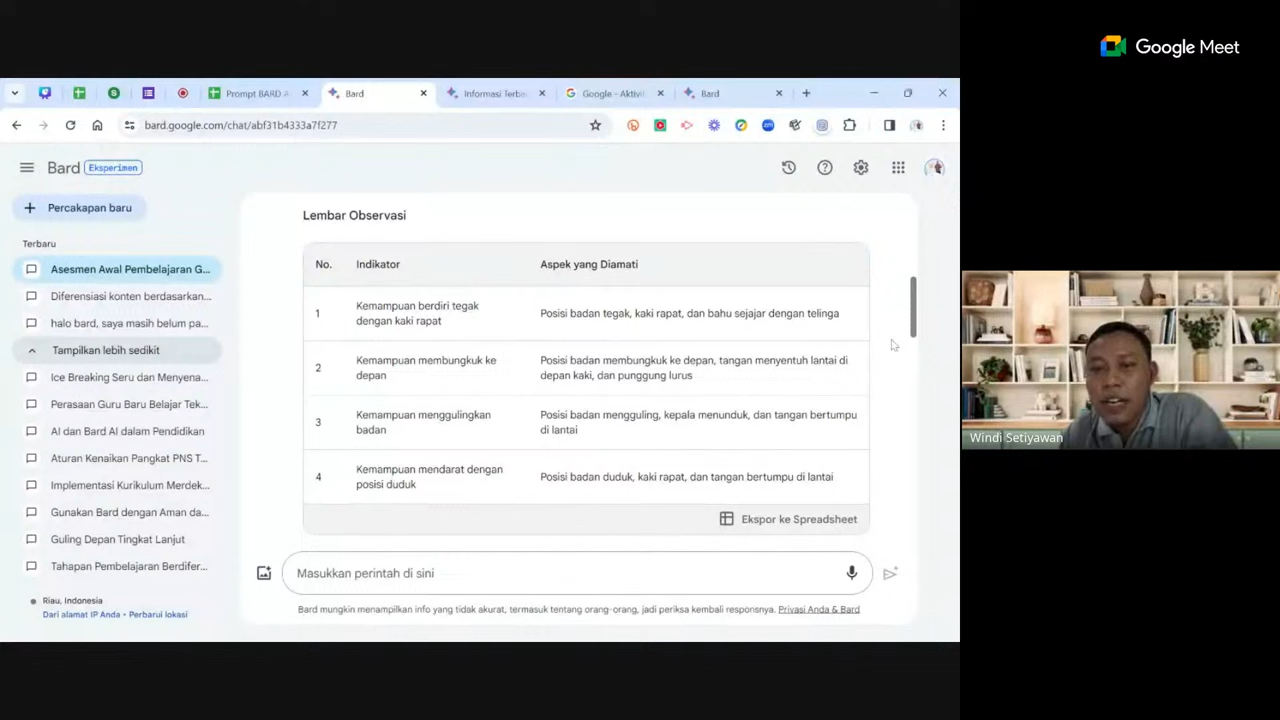 Google Meet
Prompt BARD A
Bard
Informasi Terba
Google - Aktivi
Bard
bard.google.com/chat/abf31b4333a7f277
Bard Eksperimen
Percakapan baru
Terbaru
Asesmen Awal Pembelajaran G...
Diferensiasi konten berdasarkan...
halo bard, saya masih belum pa...
Tampilkan lebih sedikit
Ice Breaking Seru dan Menyena...
Perasaan Guru Baru Belajar Tek...
AI dan Bard AI dalam Pendidikan
Aturan Kenaikan Pangkat PNS T...
Implementasi Kurikulum Merdek...
Gunakan Bard dengan Aman da...
Guling Depan Tingkat Lanjut
Tahapan Pembelajaran Berdifer...
Riau, Indonesia
Dari alamat IP Anda • Perbarui lokasi
Lembar Observasi
No. Indikator Aspek yang Diamati
1 Kemampuan berdiri tegak dengan kaki rapat Posisi badan tegak, kaki rapat, dan bahu sejajar dengan telinga
2 Kemampuan membungkuk ke depan Posisi badan membungkuk ke depan, tangan menyentuh lantai di depan kaki, dan punggung lurus
3 Kemampuan menggulingkan badan Posisi badan mengguling, kepala menunduk, dan tangan bertumpu di lantai
4 Kemampuan mendarat dengan posisi duduk Posisi badan duduk, kaki rapat, dan tangan bertumpu di lantai
Ekspor ke Spreadsheet
Masukkan perintah di sini
Bard mungkin menampilkan info yang tidak akurat, termasuk tentang orang-orang, jadi periksa kembali responsnya. Privasi Anda & Bard
Windi Setiyawan